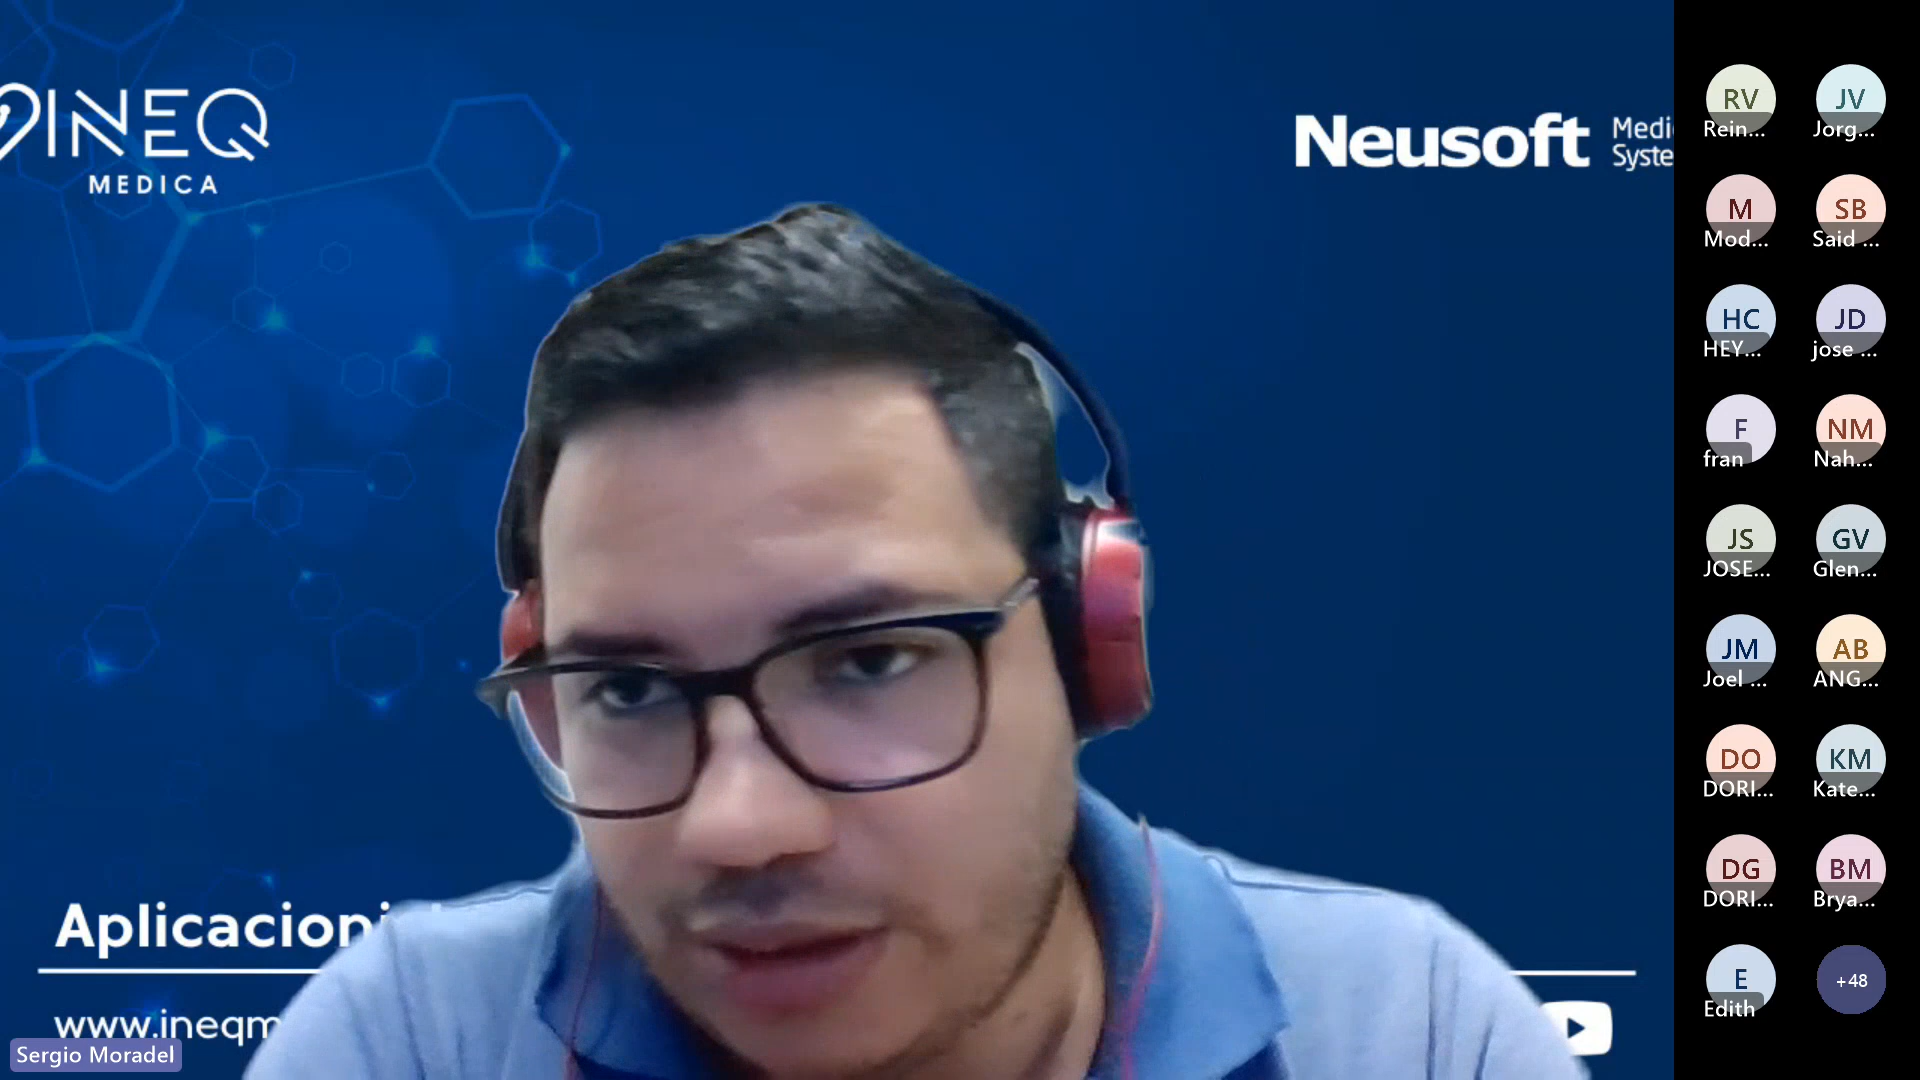 INEQ
MEDICA
Neusoft
Medi
Syste
Aplicacioni
www.ineqm
Sergio Moradel
RV
Rein...
JV
Jorg...
M
Mod...
SB
Said ...
HC
HEY...
JD
jose ...
F
fran
NM
Nah...
JS
JOSE...
GV
Glen...
JM
Joel ...
AB
ANG...
DO
DORI...
KM
Kate...
DG
DORI...
BM
Brya...
E
Edith
+48